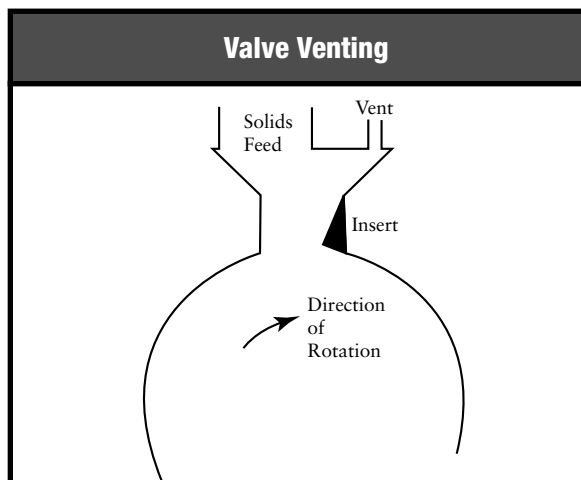 Valve Venting
Solids
Feed
Vent
Insert
Direction
of
Rotation